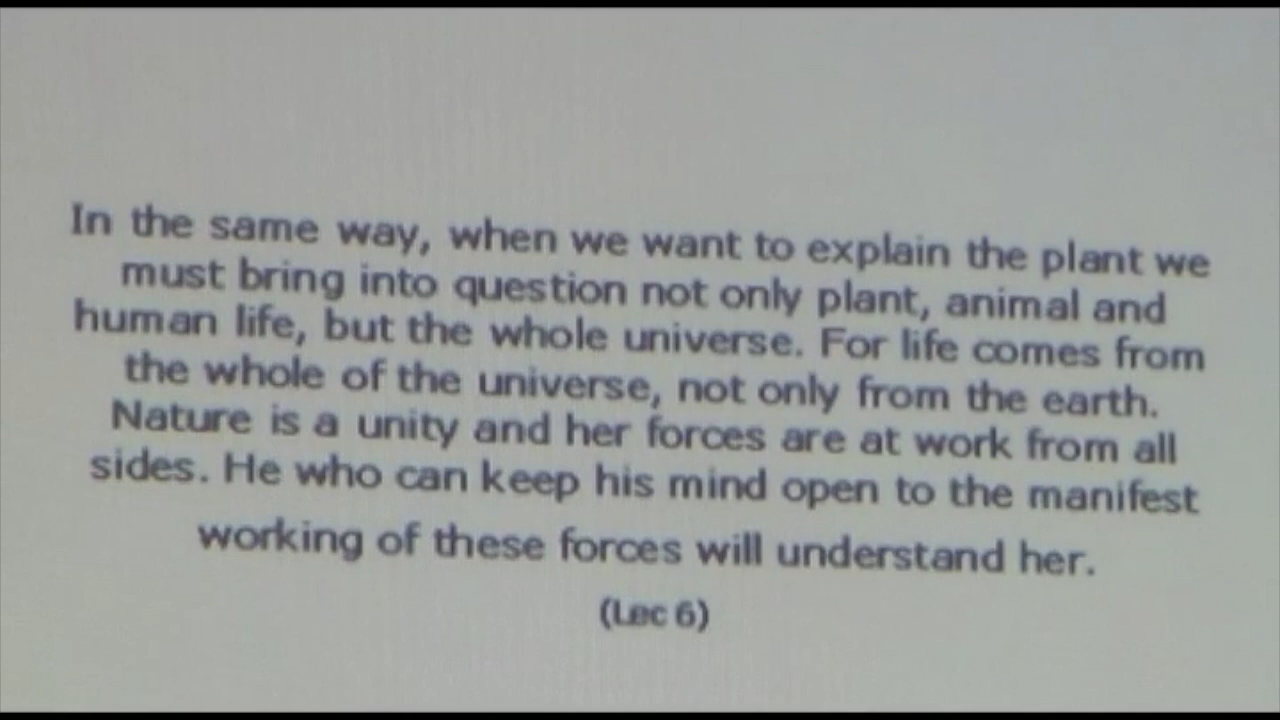 In the same way, when we want to explain the plant we
must bring into question not only plant, animal and
human life, but the whole universe. For life comes from
the whole of the universe, not only from the earth.
Nature is a unity and her forces are at work from all
sides. He who can keep his mind open to the manifest
working of these forces will understand her.
(Lec 6)